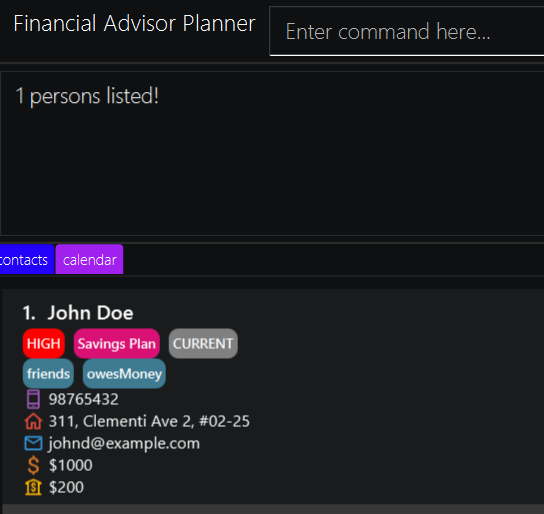 Financial Advisor Planner
Enter command here...
1 persons listed!
contacts calendar
1. John Doe
HIGH Savings Plan CURRENT
friends owesMoney
98765432
311, Clementi Ave 2, #02-25
johnd@example.com
$1000
$200